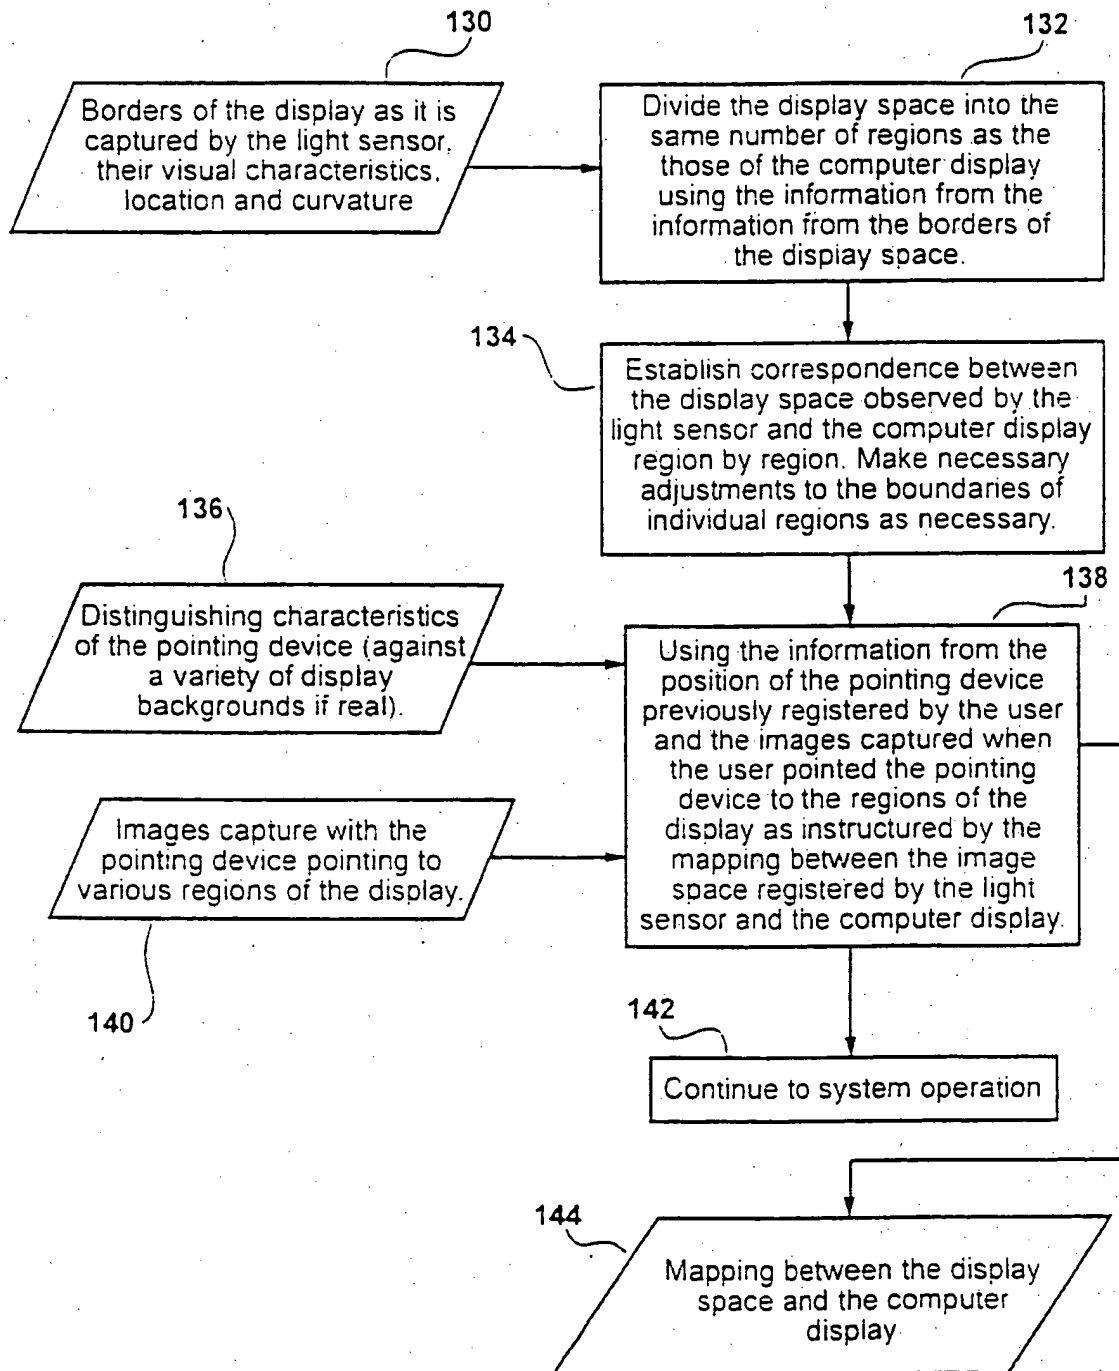 130
132
Borders of the display as it is
captured by the light sensor,
their visual characteristics,
location and curvature
Divide the display space into the
same number of regions as the
those of the computer display
using the information from the
information from the borders of
the display space.
134
Establish correspondence between
the display space observed by the
light sensor and the computer display
region by region. Make necessary
adjustments to the boundaries of
individual regions as necessary.
136
138
Distinguishing characteristics
of the pointing device (against
a variety of display
backgrounds if real).
Using the information from the
position of the pointing device
previously registered by the user
and the images captured when
the user pointed the pointing
device to the regions of the
display as instructured by the
mapping between the image
space registered by the light
sensor and the computer display.
Images capture with the
pointing device pointing to
various regions of the display.
140
142
Continue to system operation
144
Mapping between the display
space and the computer
display